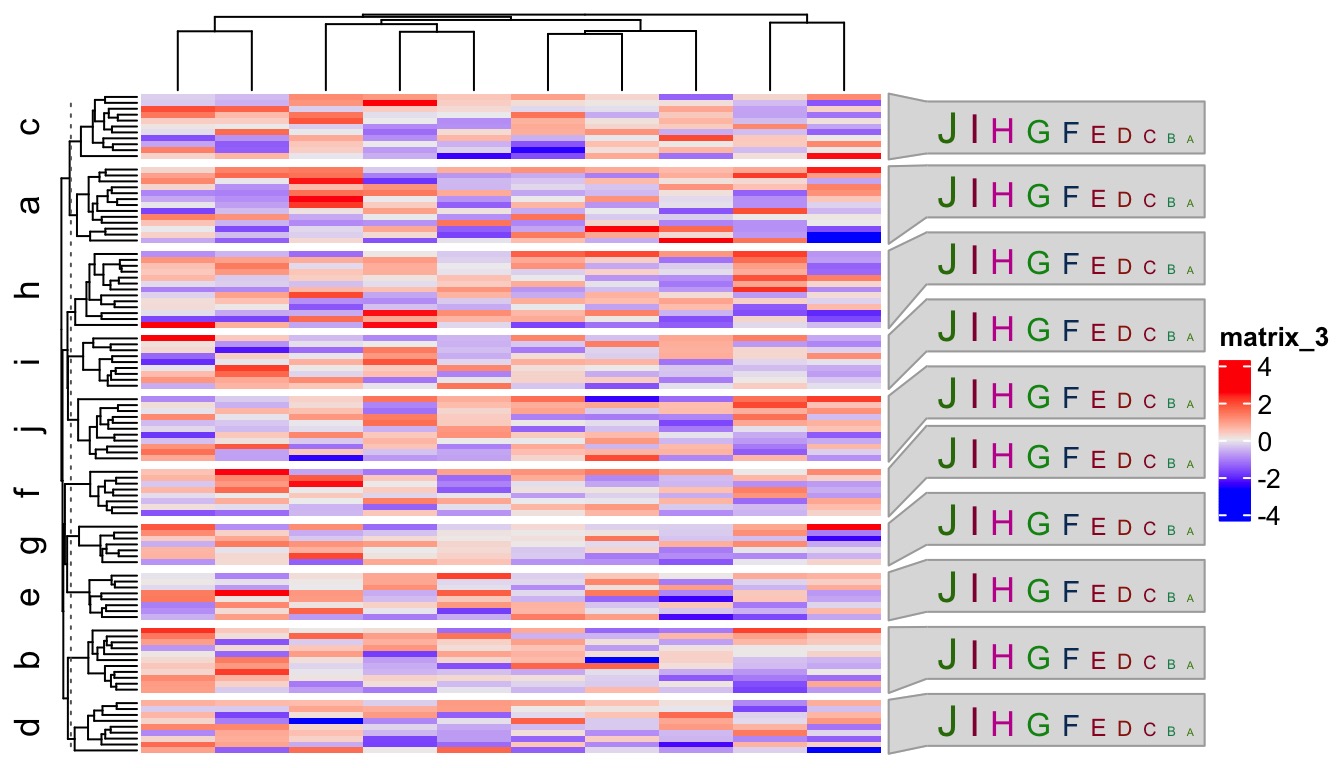 c J I H G F E D C B A
a J I H G F E D C B A
h J I H G F E D C B A
i J I H G F E D C B A
j J I H G F E D C B A
f J I H G F E D C B A
g J I H G F E D C B A
e J I H G F E D C B A
b J I H G F E D C B A
d J I H G F E D C B A
matrix_3
4
2
0
-2
-4